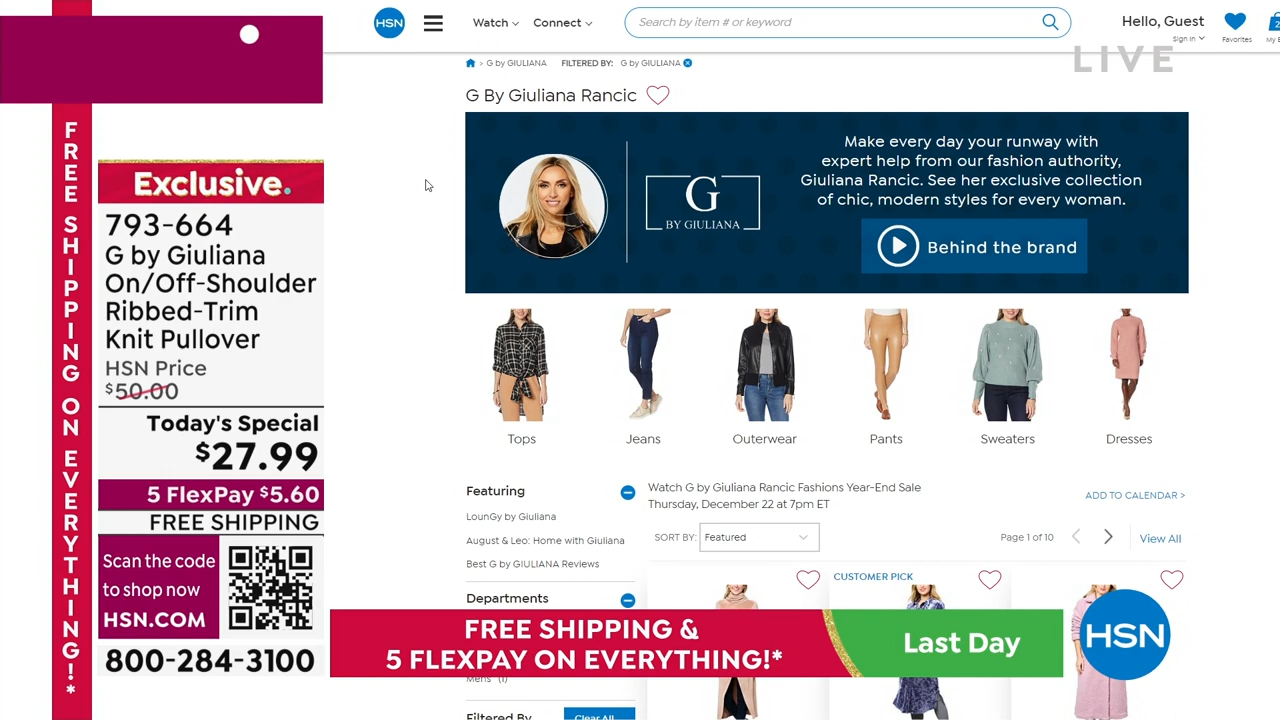 FREE SHIPPING ON EVERYTHING!*
Exclusive.
793-664
G by Giuliana
On/Off-Shoulder
Ribbed-Trim
Knit Pullover
HSN Price
$50.00
Today's Special
$27.99
5 FlexPay $5.60
FREE SHIPPING
Scan the code
to shop now
HSN.COM
800-284-3100
HSN
Watch
Connect
Search by item # or keyword
Hello, Guest
Sign In
Favorites
My
LIVE
> G by GIULIANA FILTERED BY: G by GIULIANA
G By Giuliana Rancic
G
BY GIULIANA
Make every day your runway with
expert help from our fashion authority,
Giuliana Rancic. See her exclusive collection
of chic, modern styles for every woman.
Behind the brand
Tops
Jeans
Outerwear
Pants
Sweaters
Dresses
Featuring
LounGy by Giuliana
August & Leo: Home with Giuliana
Best G by GIULIANA Reviews
Departments
Mens (1)
Filtered By
Clear All
Watch G by Giuliana Rancic Fashions Year-End Sale
Thursday, December 22 at 7pm ET
ADD TO CALENDAR >
SORT BY: Featured
Page 1 of 10
View All
CUSTOMER PICK
FREE SHIPPING &
5 FLEXPAY ON EVERYTHING!*
Last Day
HSN